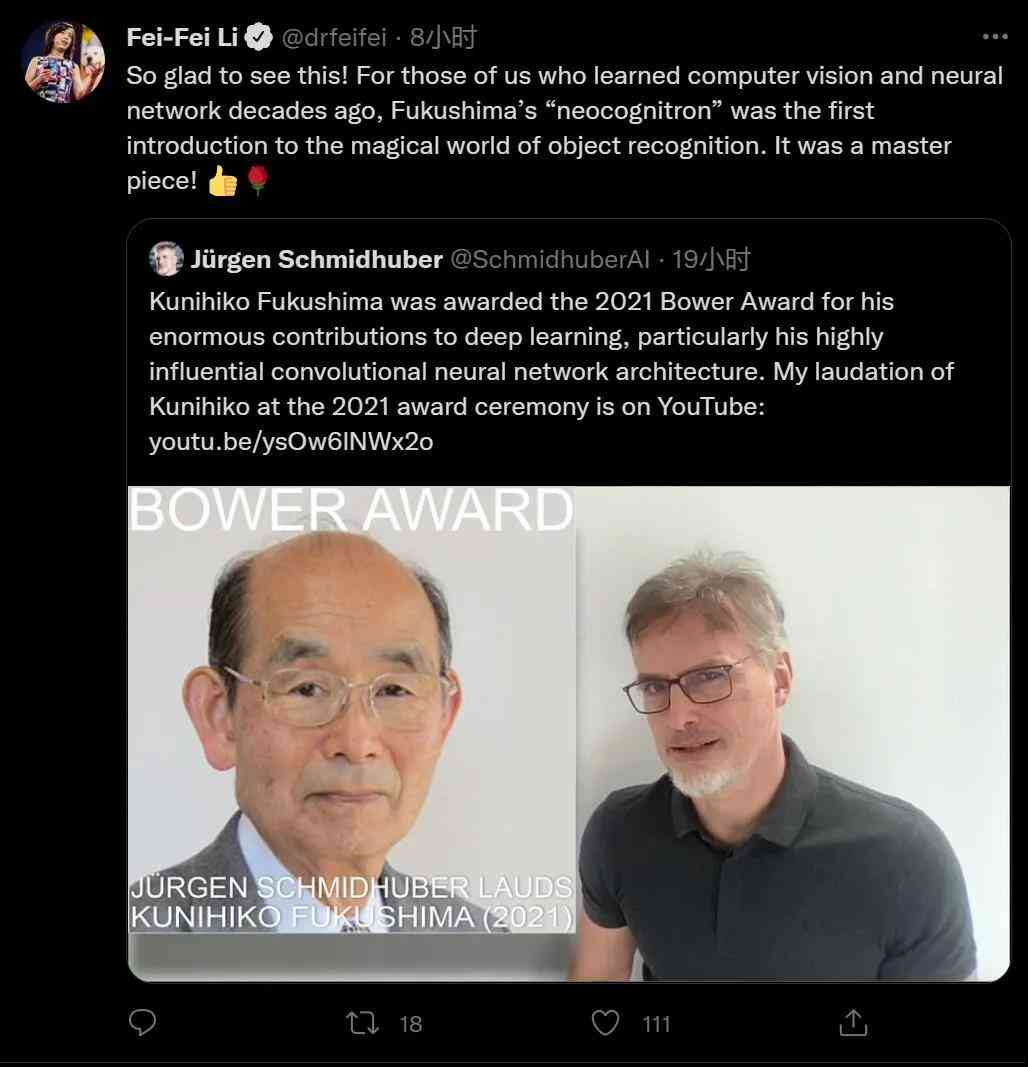 Fei-Fei Li @drfeifei · 8小时
So glad to see this! For those of us who learned computer vision and neural
network decades ago, Fukushima’s “neocognitron” was the first
introduction to the magical world of object recognition. It was a master
piece! 👍🌹
Jürgen Schmidhuber @SchmidhuberAI · 19小时
Kunihiko Fukushima was awarded the 2021 Bower Award for his
enormous contributions to deep learning, particularly his highly
influential convolutional neural network architecture. My laudation of
Kunihiko at the 2021 award ceremony is on YouTube:
youtu.be/ysOw6lNWx2o
BOWER AWARD
JÜRGEN SCHMIDHUBER LAUDS
KUNIHIKO FUKUSHIMA (2021)
18
111